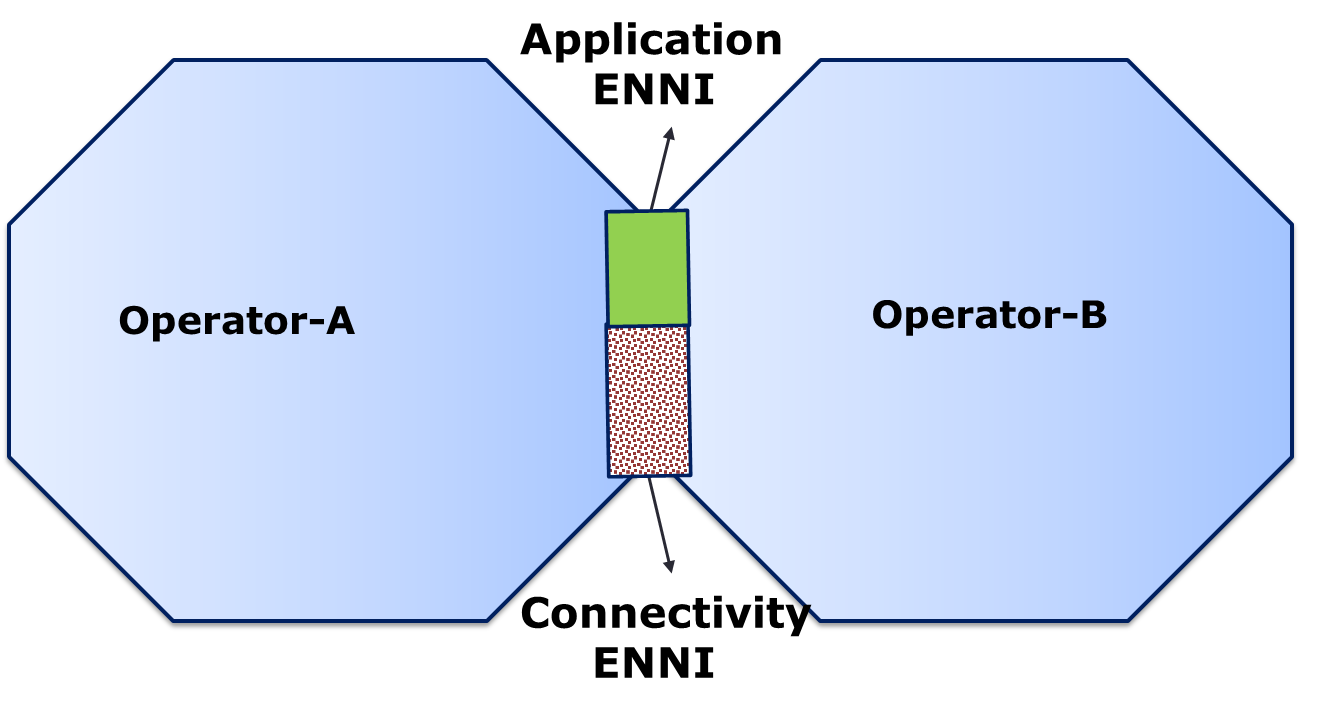 Application
ENNI
Operator-A
Operator-B
Connectivity
ENNI